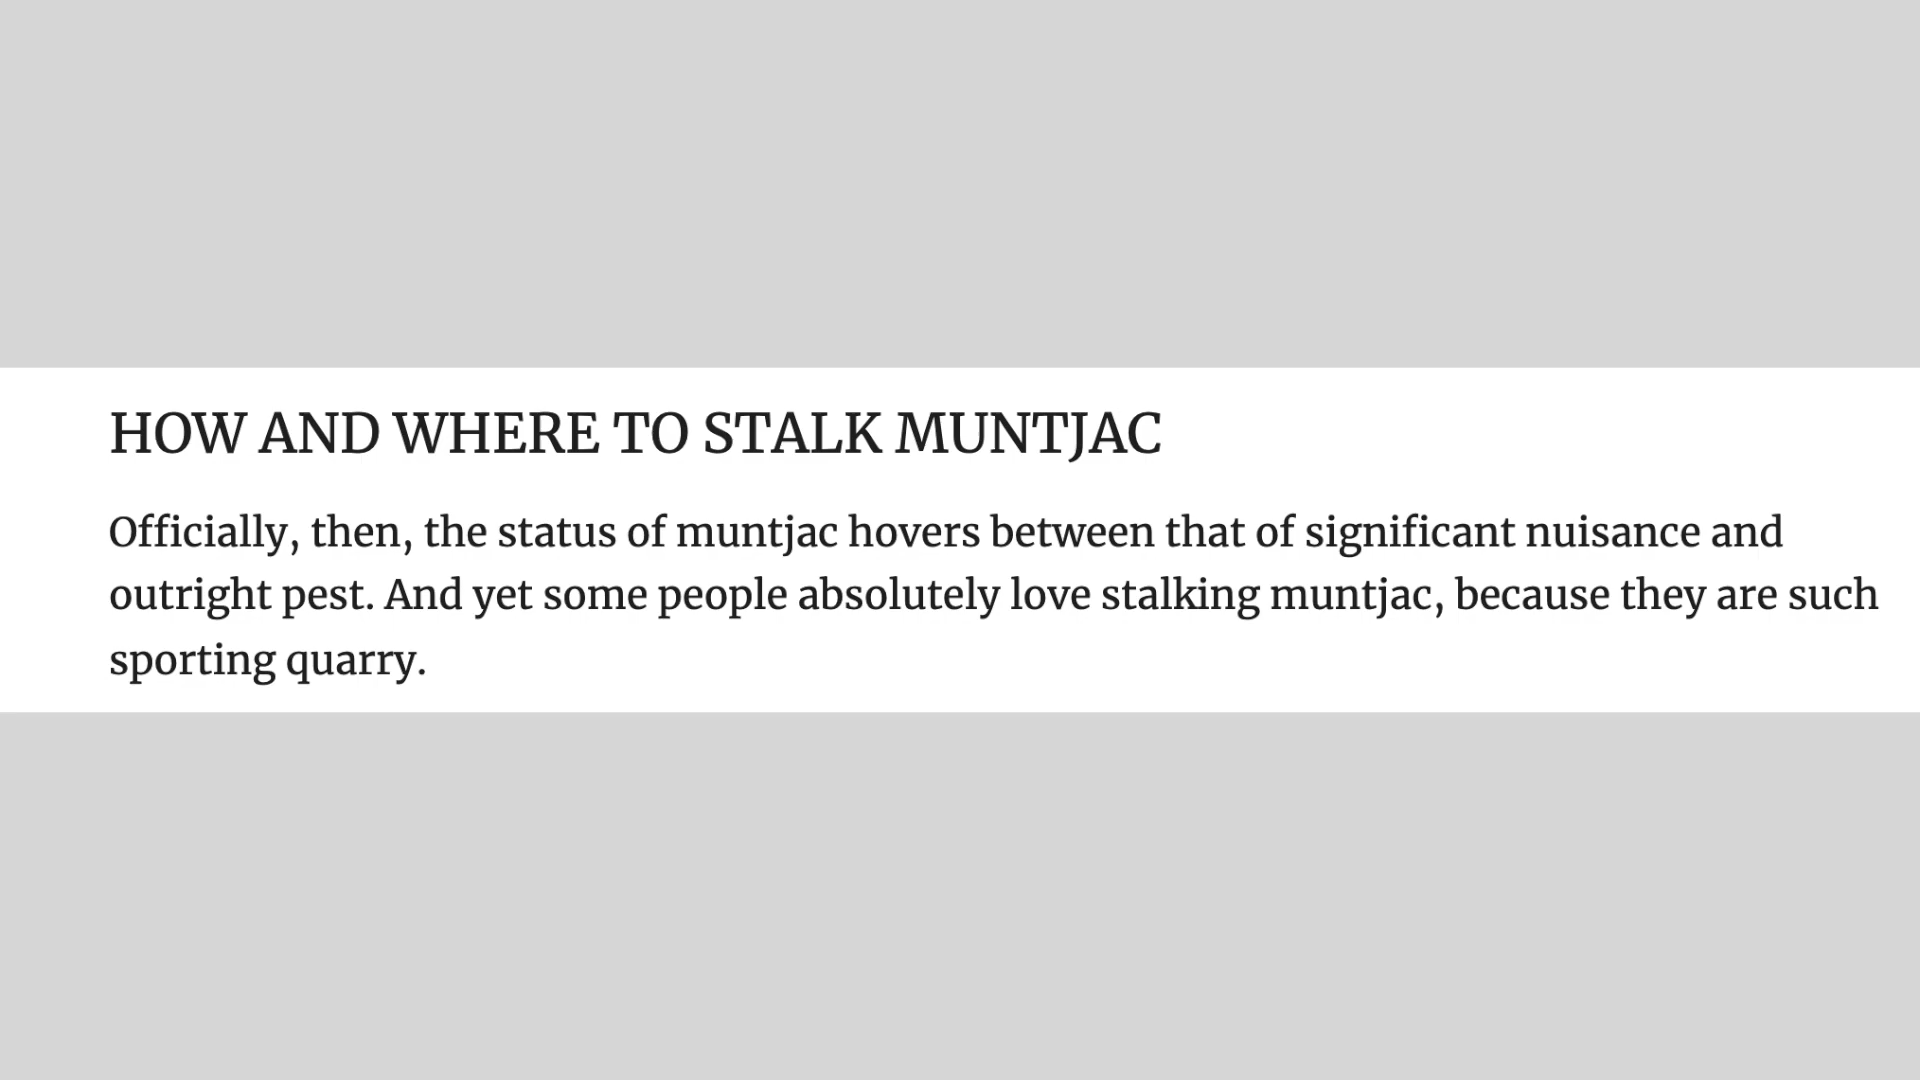 HOW AND WHERE TO STALK MUNTJAC
Officially, then, the status of muntjac hovers between that of significant nuisance and
outright pest. And yet some people absolutely love stalking muntjac, because they are such
sporting quarry.